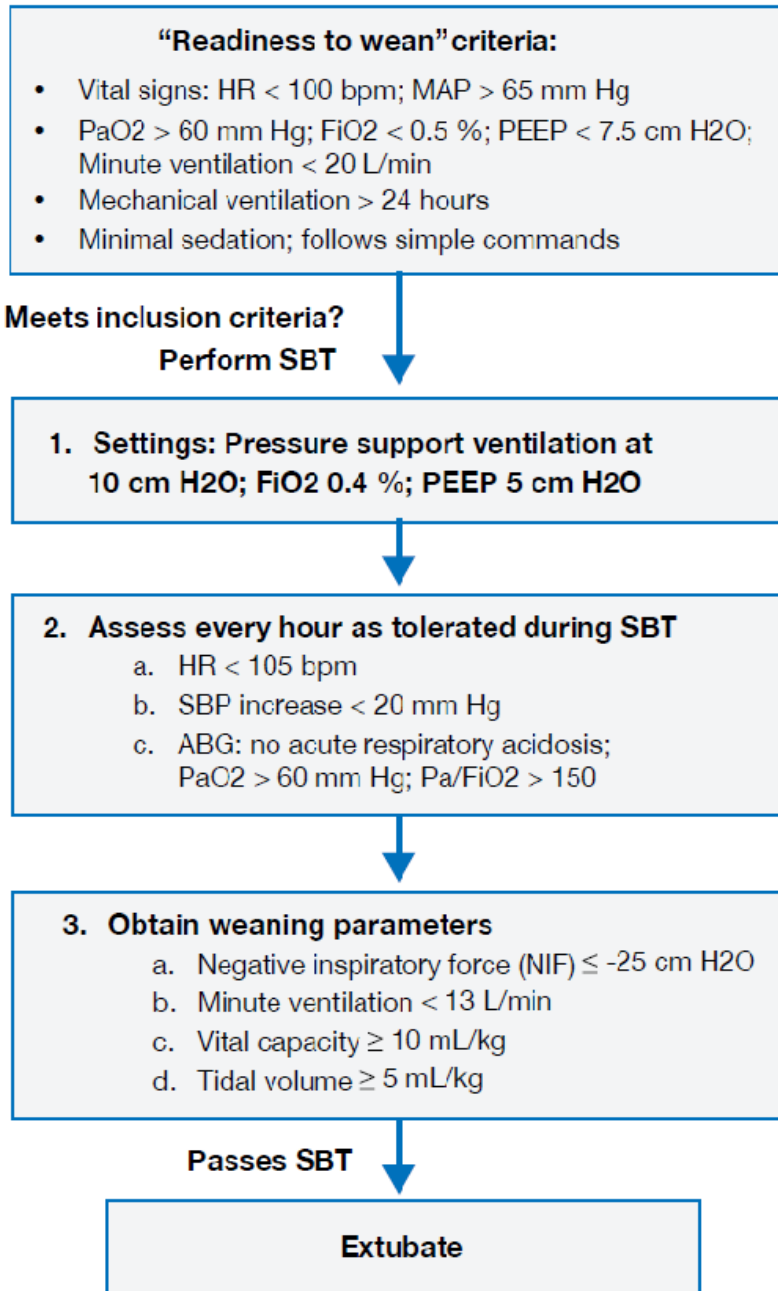 “Readiness to wean” criteria:
• Vital signs: HR < 100 bpm; MAP > 65 mm Hg
• PaO2 > 60 mm Hg; FiO2 < 0.5 %; PEEP < 7.5 cm H2O;
Minute ventilation < 20 L/min
• Mechanical ventilation > 24 hours
• Minimal sedation; follows simple commands
Meets inclusion criteria?
Perform SBT
1. Settings: Pressure support ventilation at
10 cm H2O; FiO2 0.4 %; PEEP 5 cm H2O
2. Assess every hour as tolerated during SBT
a. HR < 105 bpm
b. SBP increase < 20 mm Hg
c. ABG: no acute respiratory acidosis;
PaO2 > 60 mm Hg; Pa/FiO2 > 150
3. Obtain weaning parameters
a. Negative inspiratory force (NIF) ≤ -25 cm H2O
b. Minute ventilation < 13 L/min
c. Vital capacity ≥ 10 mL/kg
d. Tidal volume ≥ 5 mL/kg
Passes SBT
Extubate